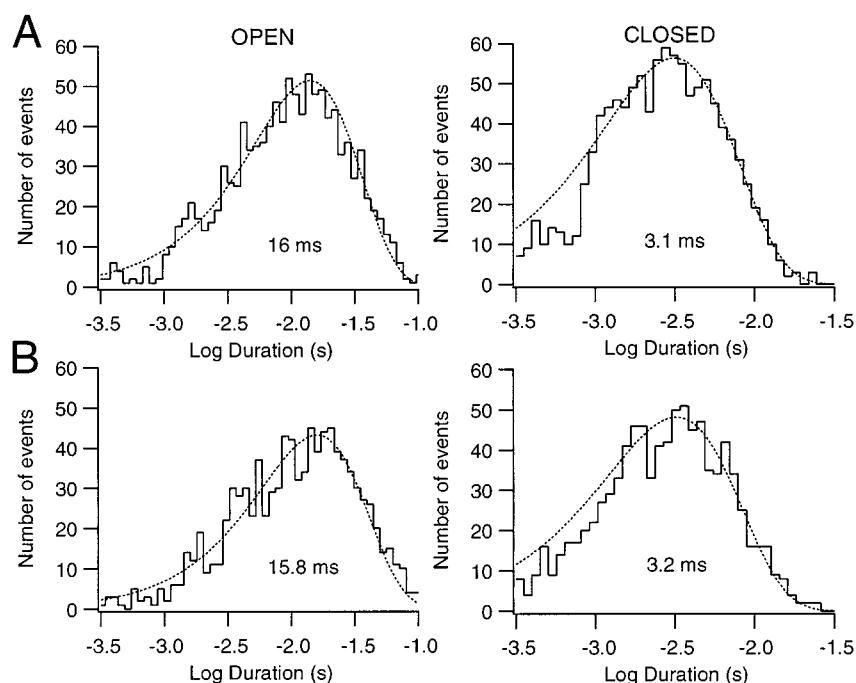 A
OPEN
CLOSED
Number of events
60
50
40
30
20
10
0
16 ms
-3.5 -3.0 -2.5 -2.0 -1.5 -1.0
Log Duration (s)
Number of events
60
50
40
30
20
10
0
3.1 ms
-3.5 -3.0 -2.5 -2.0 -1.5
Log Duration (s)
B
Number of events
60
50
40
30
20
10
0
15.8 ms
-3.5 -3.0 -2.5 -2.0 -1.5 -1.0
Log Duration (s)
Number of events
60
50
40
30
20
10
0
3.2 ms
-3.5 -3.0 -2.5 -2.0 -1.5
Log Duration (s)